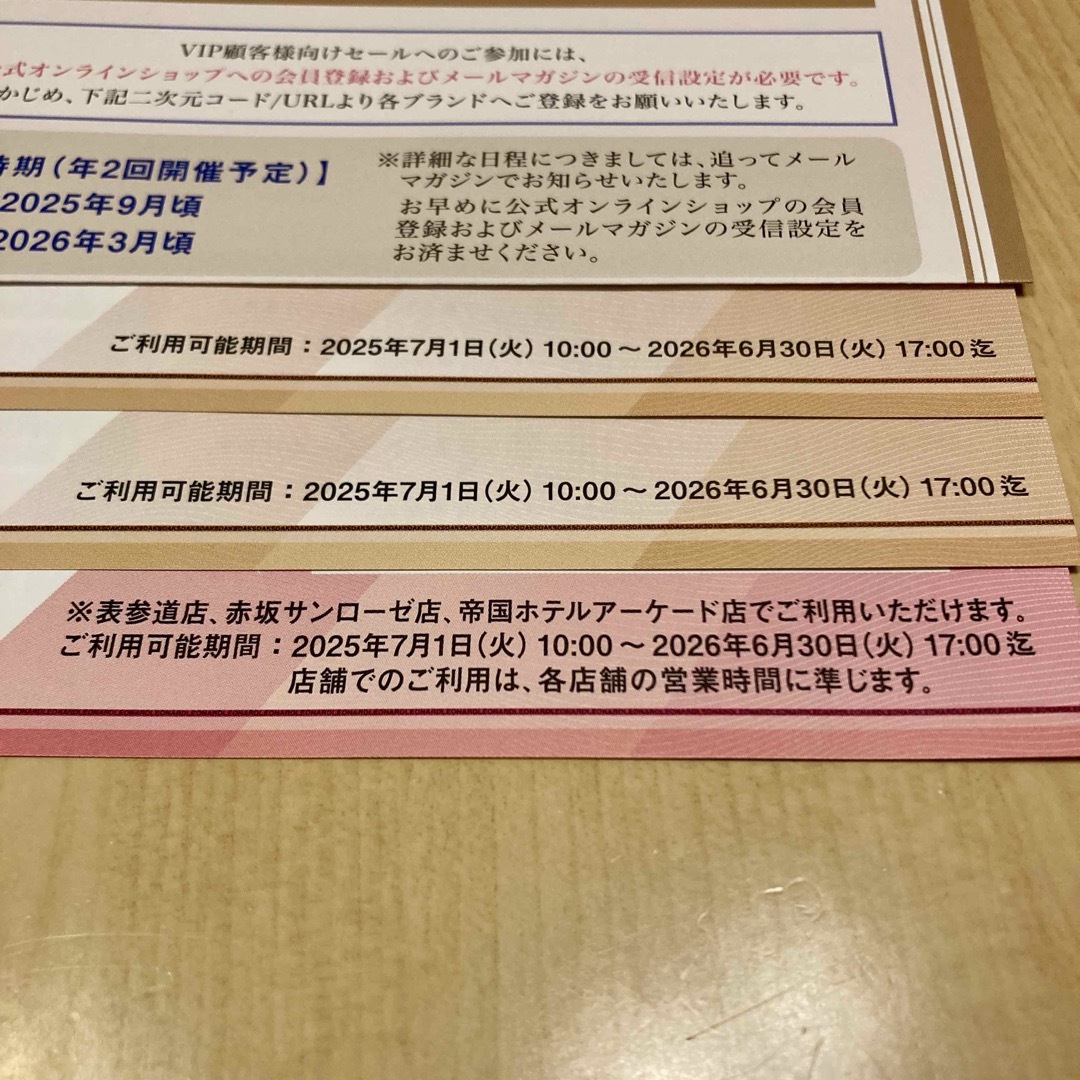 VIP顧客様向けセールへのご参加には、
式オンラインショップへの会員登録およびメールマガジンの受信設定が必要です。
かじめ、下記二次元コード/URLより各ブランドへご登録をお願いいたします。
時期（年2回開催予定）】
2025年9月頃
2026年3月頃
※詳細な日程につきましては、追ってメール
マガジンでお知らせいたします。
お早めに公式オンラインショップの会員
登録およびメールマガジンの受信設定を
お済ませください。
ご利用可能期間：2025年7月1日（火）10:00～2026年6月30日（火）17:00迄
ご利用可能期間：2025年7月1日（火）10:00～2026年6月30日（火）17:00迄
※表参道店、赤坂サンローゼ店、帝国ホテルアーケード店でご利用いただけます。
ご利用可能期間：2025年7月1日（火）10:00～2026年6月30日（火）17:00迄
店舗でのご利用は、各店舗の営業時間に準じます。